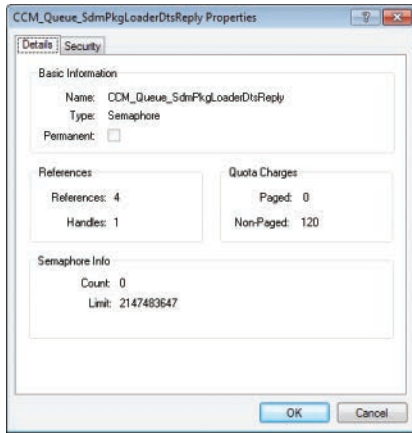 CCM_Queue_SdmPkgLoaderDtsReply Properties
Details Security
Basic Information
Name: CCM_Queue_SdmPkgLoaderDtsReply
Type: Semaphore
Permanent:
References
References: 4
Handles: 1
Quota Charges
Paged: 0
Non-Paged: 120
Semaphore Info
Count: 0
Limit: 2147483647
OK Cancel